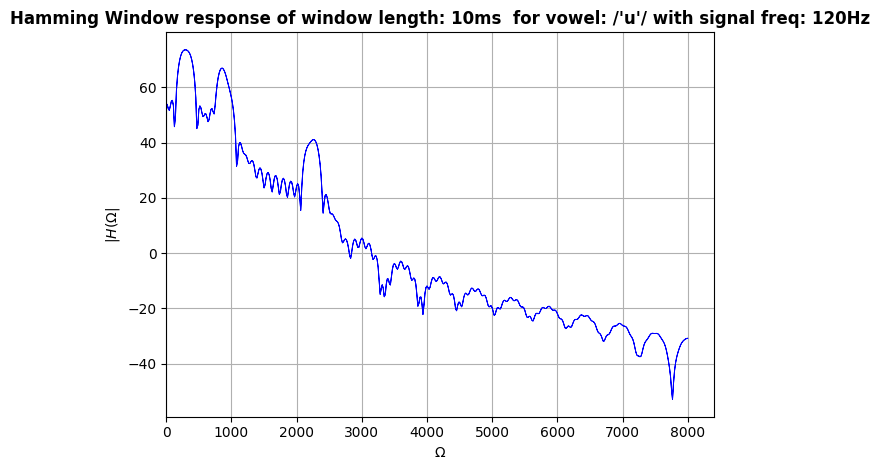 Hamming Window response of window length: 10ms  for vowel: /'u'/ with signal freq: 120Hz
|H(Ω|
60
40
20
0
−20
−40
0 1000 2000 3000 4000 5000 6000 7000 8000
Ω